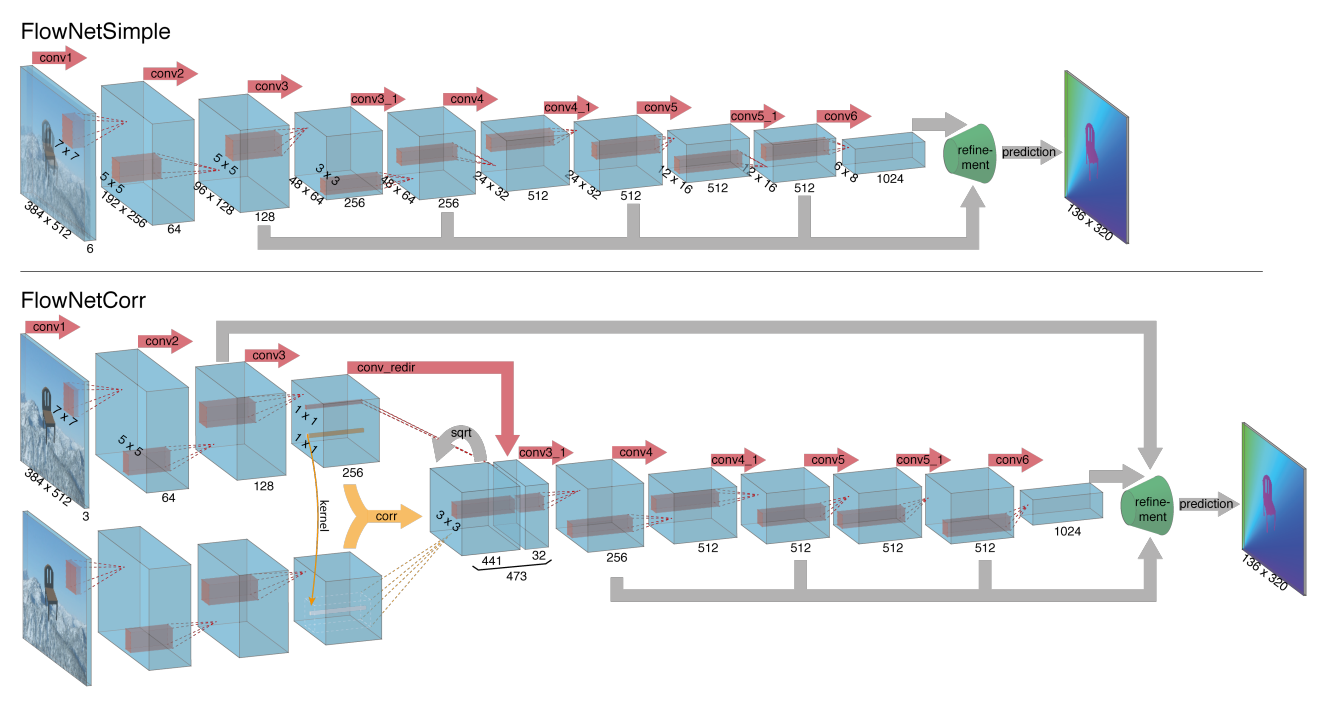 FlowNetSimple
conv1
conv2
conv3
conv3_1
conv4
conv4_1
conv5
conv5_1
conv6
7 x 7
5 x 5
5 x 5
3 x 3
384 x 512
192 x 256
96 x 128
48 x 64
48 x 64
24 x 32
24 x 32
12 x 16
12 x 16
6 x 8
6
64
128
256
256
512
512
512
512
1024
refine-
ment
prediction
136 x 320
FlowNetCorr
conv1
conv2
conv3
conv_redir
sqrt
conv3_1
conv4
conv4_1
conv5
conv5_1
conv6
7 x 7
5 x 5
1 x 1
1 x 1
3 x 3
384 x 512
3
64
128
256
kernel
corr
441
32
473
256
512
512
512
512
1024
refine-
ment
prediction
136 x 320